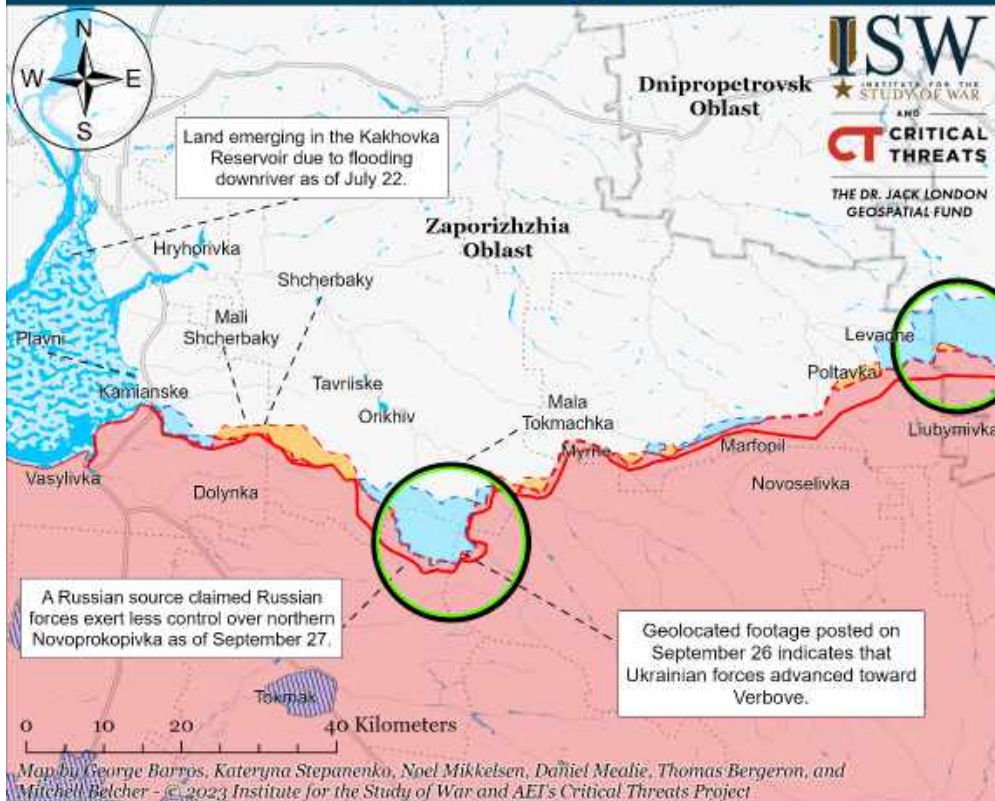 N
W
E
S
ISW
INSTITUTE FOR THE
STUDY OF WAR
AND
CT CRITICAL
THREATS
THE DR. JACK LONDON
GEOSPATIAL FUND
Dnipropetrovsk
Oblast
Land emerging in the Kakhovka
Reservoir due to flooding
downriver as of July 22.
Zaporizhzhia
Oblast
Hryhorivka
Shcherbaky
Mali
Shcherbaky
Plavni
Levadne
Poltavka
Kamianske
Tavriiske
Orikhiv
Mala
Tokmachka
Myrne
Marfopil
Liubymivka
Vasylivka
Dolynka
Novoselivka
A Russian source claimed Russian
forces exert less control over northern
Novoprokopivka as of September 27.
Geolocated footage posted on
September 26 indicates that
Ukrainian forces advanced toward
Verbove.
Tokmak
0 10 20 40 Kilometers
Map by George Barros, Kateryna Stepanenko, Noel Mikkelsen, Daniel Mealie, Thomas Bergeron, and
Mitchell Belcher - © 2023 Institute for the Study of War and AEI's Critical Threats Project